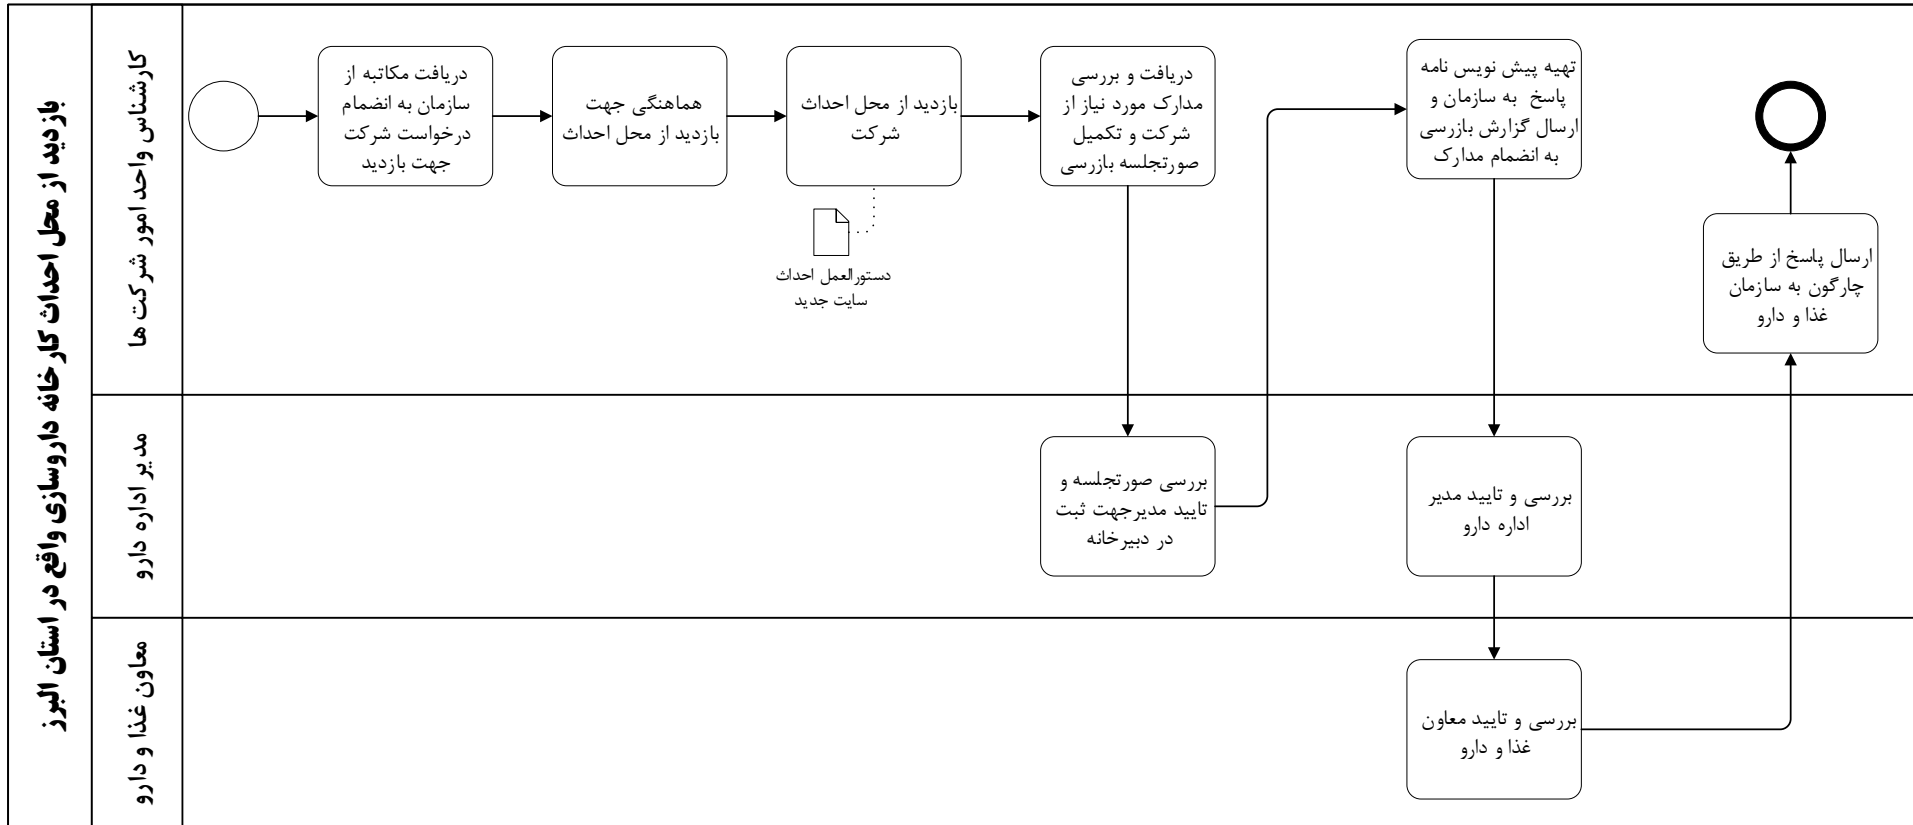 بازدید از محل احداث کارخانه داروسازی واقع در استان البرز
کارشناس واحد امور شرکت ها
دریافت مکاتبه از
سازمان به انضمام
درخواست شرکت
جهت بازدید
هماهنگی جهت
بازدید از محل احداث
بازدید از محل احداث
شرکت
دستورالعمل احداث
سایت جدید
دریافت و بررسی
مدارک مورد نیاز از
شرکت و تکمیل
صورتجلسه بازرسی
تهیه پیش نویس نامه
پاسخ به سازمان و
ارسال گزارش بازرسی
به انضمام مدارک
ارسال پاسخ از طریق
چارگون به سازمان
غذا و دارو
مدیر اداره دارو
بررسی صورتجلسه و
تایید مدیرجهت ثبت
در دبیرخانه
بررسی و تایید مدیر
اداره دارو
معاون غذا و دارو
بررسی و تایید معاون
غذا و دارو